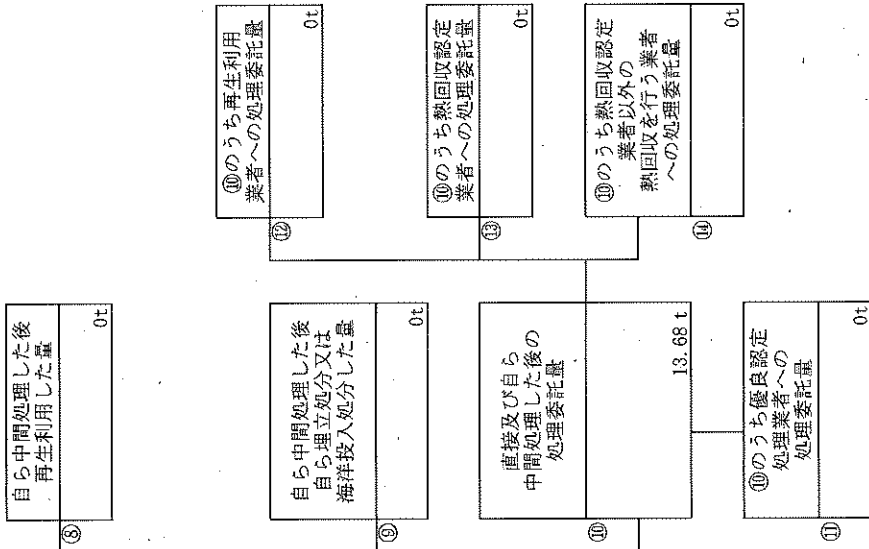 ⑧
自ら中間処理した後
再生利用した量
0t
⑨
自ら中間処理した後
自ら埋立処分又は
海洋投入処分した量
0t
⑩
直接及び自ら
中間処理した後の
処理委託量
13.68 t
⑪
⑩のうち優良認定
処理業者への
処理委託量
0t
⑫
⑩のうち再生利用
業者への処理委託量
0t
⑬
⑩のうち熱回収認定
業者への処理委託量
0t
⑭
⑩のうち熱回収認定
業者以外の
熱回収を行う業者
への処理委託量
0t